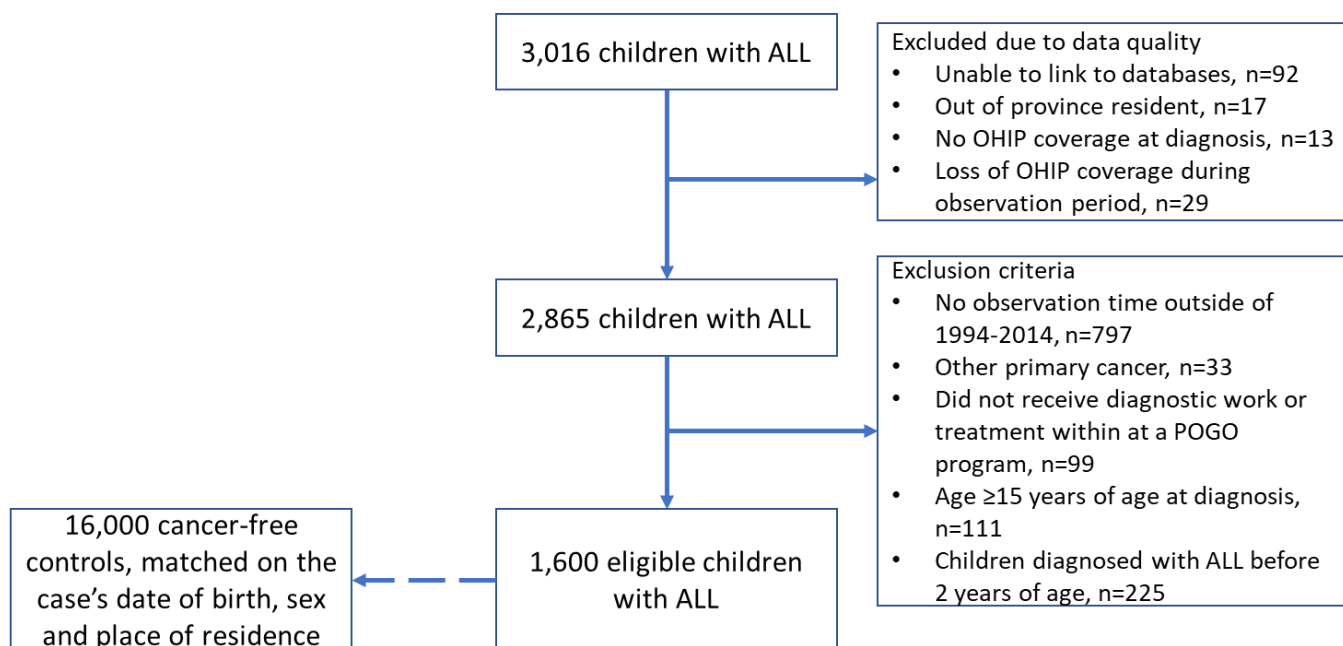 3,016 children with ALL
Excluded due to data quality
• Unable to link to databases, n=92
• Out of province resident, n=17
• No OHIP coverage at diagnosis, n=13
• Loss of OHIP coverage during
observation period, n=29
2,865 children with ALL
Exclusion criteria
• No observation time outside of
1994-2014, n=797
• Other primary cancer, n=33
• Did not receive diagnostic work or
treatment within at a POGO
program, n=99
• Age ≥15 years of age at diagnosis,
n=111
• Children diagnosed with ALL before
2 years of age, n=225
16,000 cancer-free
controls, matched on the
case's date of birth, sex
and place of residence
1,600 eligible children
with ALL